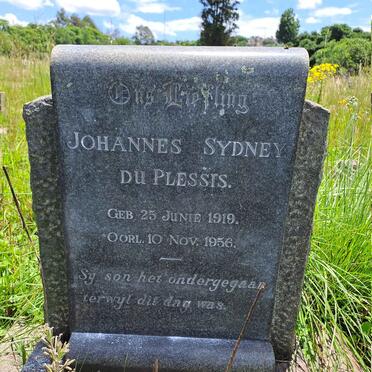 Ons Liefling
JOHANNES SYDNEY
DU PLESSIS.
GEB. 25 JUNIE 1919.
OORL. 10 NOV. 1956.
Sy son het ondergegaan
terwyl dit dag was.